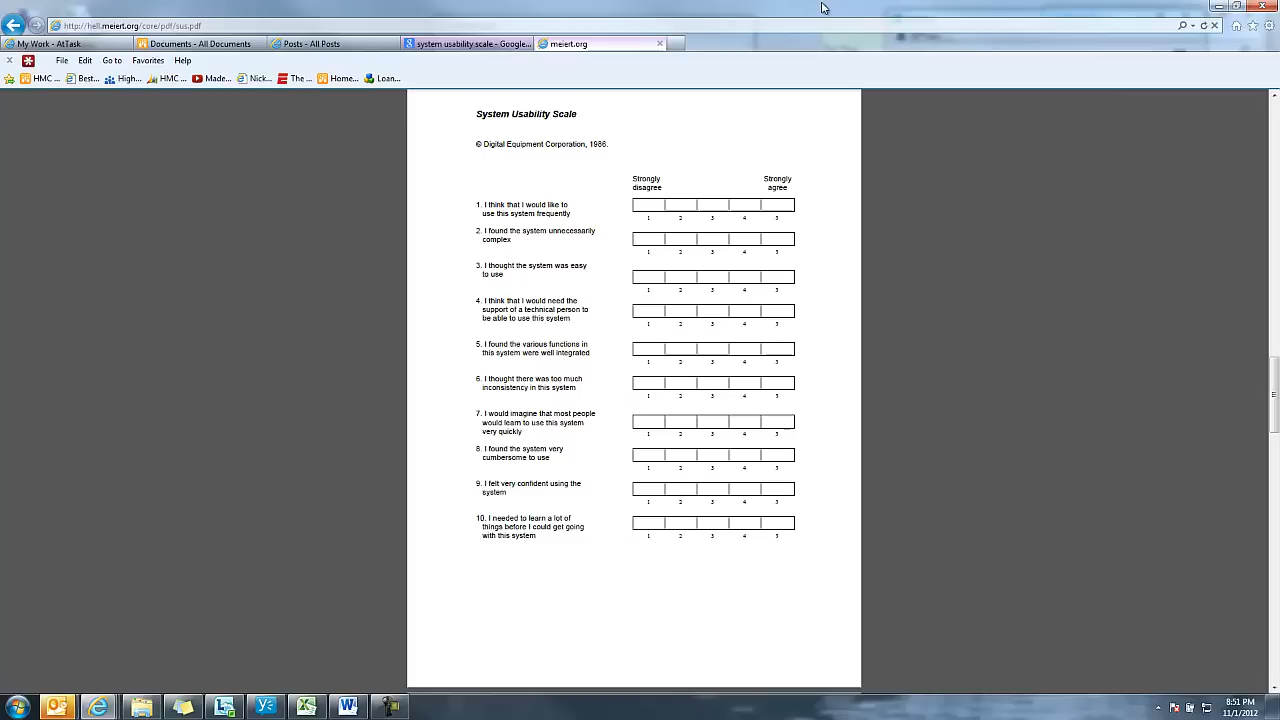 http://hell.meiert.org/core/pdf/sus.pdf
My Work - AtTask
Documents - All Documents
Posts - All Posts
system usability scale - Google...
meiert.org
File Edit Go to Favorites Help
HMC ... Best... High... HMC ... Made... Nick... The ... Home... Loan...
System Usability Scale
© Digital Equipment Corporation, 1986.
Strongly Strongly
disagree agree
1. I think that I would like to
use this system frequently
1 2 3 4 5
2. I found the system unnecessarily
complex
1 2 3 4 5
3. I thought the system was easy
to use
1 2 3 4 5
4. I think that I would need the
support of a technical person to
be able to use this system
1 2 3 4 5
5. I found the various functions in
this system were well integrated
1 2 3 4 5
6. I thought there was too much
inconsistency in this system
1 2 3 4 5
7. I would imagine that most people
would learn to use this system
very quickly
1 2 3 4 5
8. I found the system very
cumbersome to use
1 2 3 4 5
9. I felt very confident using the
system
1 2 3 4 5
10. I needed to learn a lot of
things before I could get going
with this system
1 2 3 4 5
8:51 PM
11/1/2012